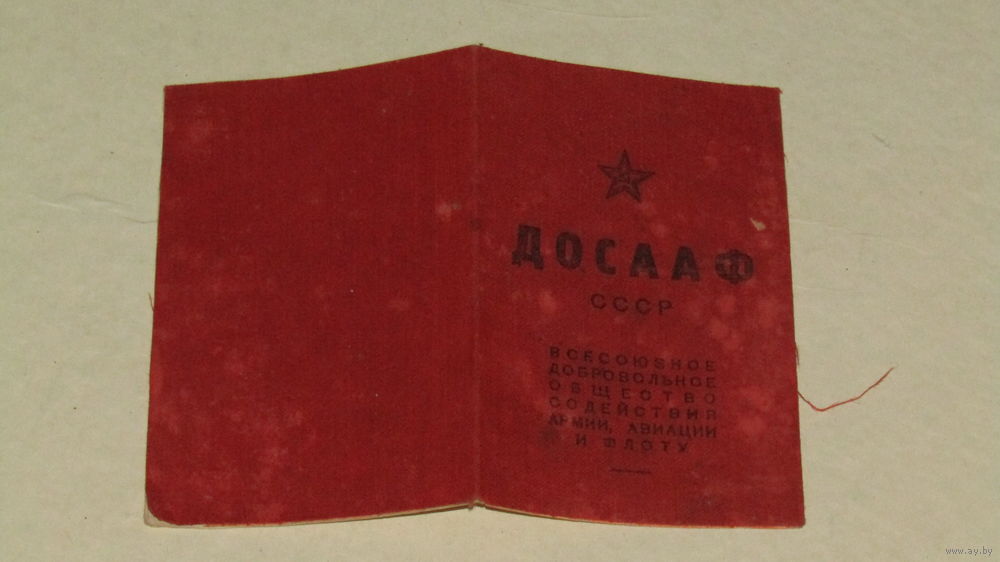 ДОСААФ
СССР
ВСЕСОЮЗНОЕ
ДОБРОВОЛЬНОЕ
ОБЩЕСТВО
СОДЕЙСТВИЯ
АРМИИ, АВИАЦИИ
И ФЛОТУ
www.ay.by